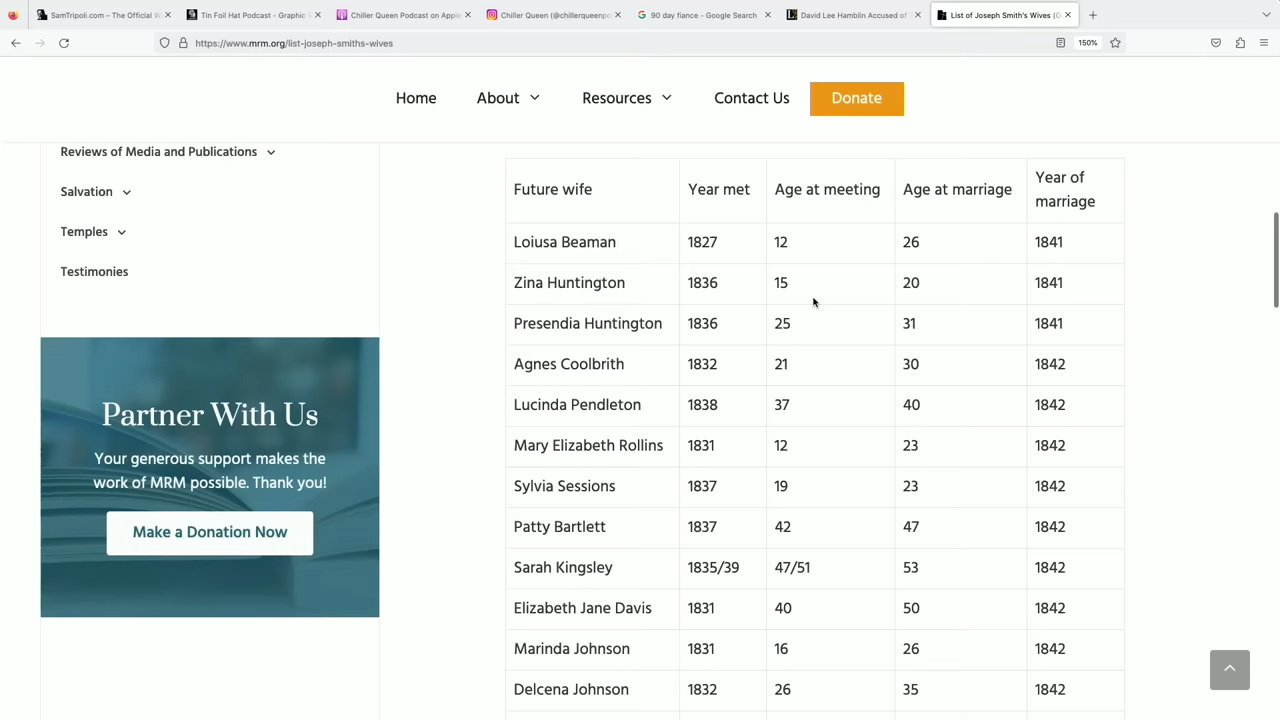 SamTripoli.com – The Official W
Tin Foil Hat Podcast - Graphic
Chiller Queen Podcast on Apple
Chiller Queen (@chillerqueenpo
90 day fiance - Google Search
David Lee Hamblin Accused of
List of Joseph Smith's Wives (G
https://www.mrm.org/list-joseph-smiths-wives
150%
Home About Resources Contact Us Donate
Reviews of Media and Publications
Salvation
Temples
Testimonies
Partner With Us
Your generous support makes the
work of MRM possible. Thank you!
Make a Donation Now
Future wife Year met Age at meeting Age at marriage Year of
marriage
Loiusa Beaman 1827 12 26 1841
Zina Huntington 1836 15 20 1841
Presendia Huntington 1836 25 31 1841
Agnes Coolbrith 1832 21 30 1842
Lucinda Pendleton 1838 37 40 1842
Mary Elizabeth Rollins 1831 12 23 1842
Sylvia Sessions 1837 19 23 1842
Patty Bartlett 1837 42 47 1842
Sarah Kingsley 1835/39 47/51 53 1842
Elizabeth Jane Davis 1831 40 50 1842
Marinda Johnson 1831 16 26 1842
Delcena Johnson 1832 26 35 1842